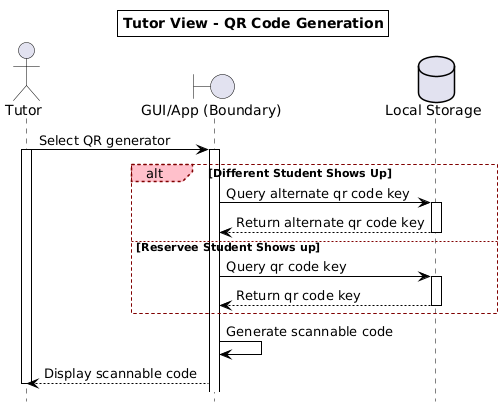 Tutor View - QR Code Generation
Tutor
GUI/App (Boundary)
Local Storage
Select QR generator
alt
[Different Student Shows Up]
Query alternate qr code key
Return alternate qr code key
[Reservee Student Shows up]
Query qr code key
Return qr code key
Generate scannable code
Display scannable code